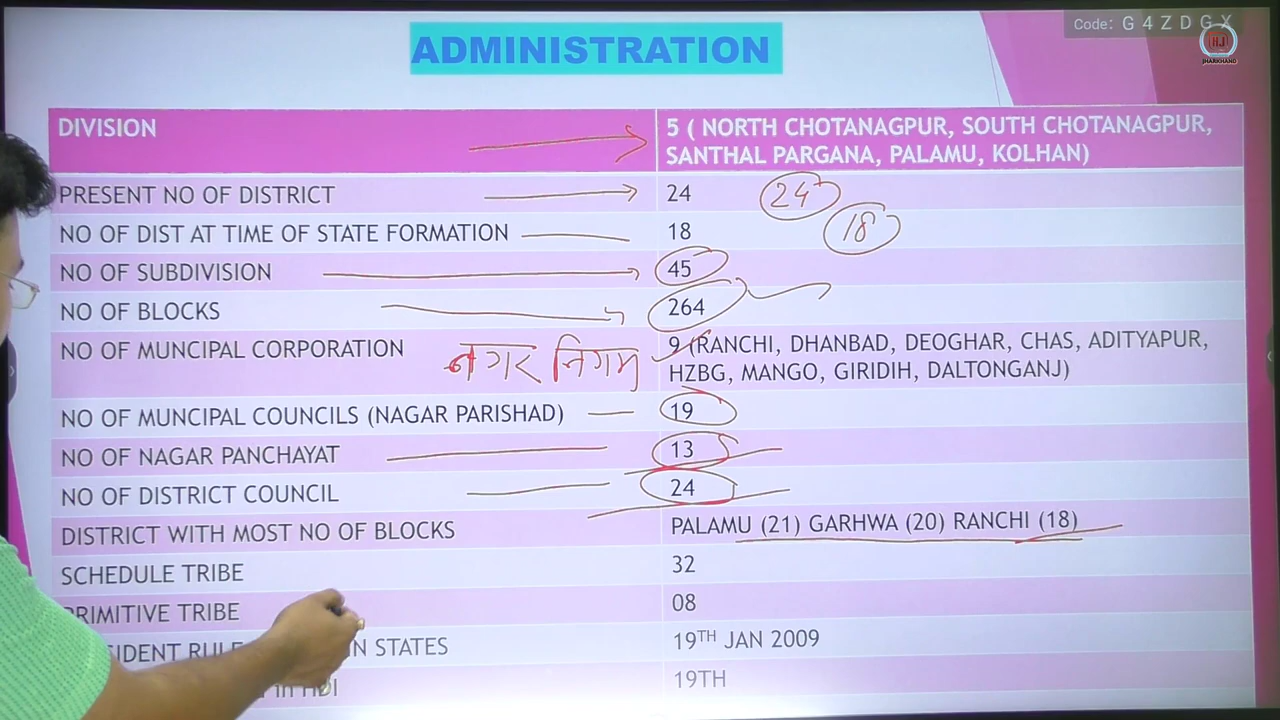 Code: G4ZDGX
JHARKHAND
ADMINISTRATION
DIVISION
5 ( NORTH CHOTANAGPUR, SOUTH CHOTANAGPUR,
SANTHAL PARGANA, PALAMU, KOLHAN)
PRESENT NO OF DISTRICT 24 24
NO OF DIST AT TIME OF STATE FORMATION 18 18
NO OF SUBDIVISION 45
NO OF BLOCKS 264
NO OF MUNCIPAL CORPORATION नगर निगम 9 (RANCHI, DHANBAD, DEOGHAR, CHAS, ADITYAPUR,
HZBG, MANGO, GIRIDIH, DALTONGANJ)
NO OF MUNCIPAL COUNCILS (NAGAR PARISHAD) 19
NO OF NAGAR PANCHAYAT 13
NO OF DISTRICT COUNCIL 24
DISTRICT WITH MOST NO OF BLOCKS PALAMU (21) GARHWA (20) RANCHI (18)
SCHEDULE TRIBE 32
PRIMITIVE TRIBE 08
STATES 19TH JAN 2009
HDI 19TH